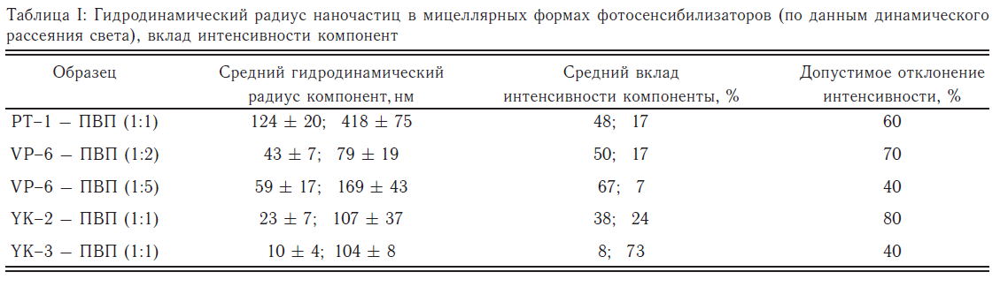 Таблица I: Гидродинамический радиус наночастиц в мицеллярных формах фотосенсибилизаторов (по данным динамического
рассеяния света), вклад интенсивности компонент
Образец Средний гидродинамический Средний вклад Допустимое отклонение
радиус компонент, нм интенсивности компоненты, % интенсивности, %
PT–1 – ПВП (1:1) 124 ± 20; 418 ± 75 48; 17 60
VP–6 – ПВП (1:2) 43 ± 7; 79 ± 19 50; 17 70
VP–6 – ПВП (1:5) 59 ± 17; 169 ± 43 67; 7 40
YK–2 – ПВП (1:1) 23 ± 7; 107 ± 37 38; 24 80
YK–3 – ПВП (1:1) 10 ± 4; 104 ± 8 8; 73 40